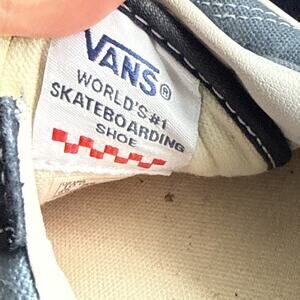 VANS®
WORLD'S #1
SKATEBOARDING
SHOE